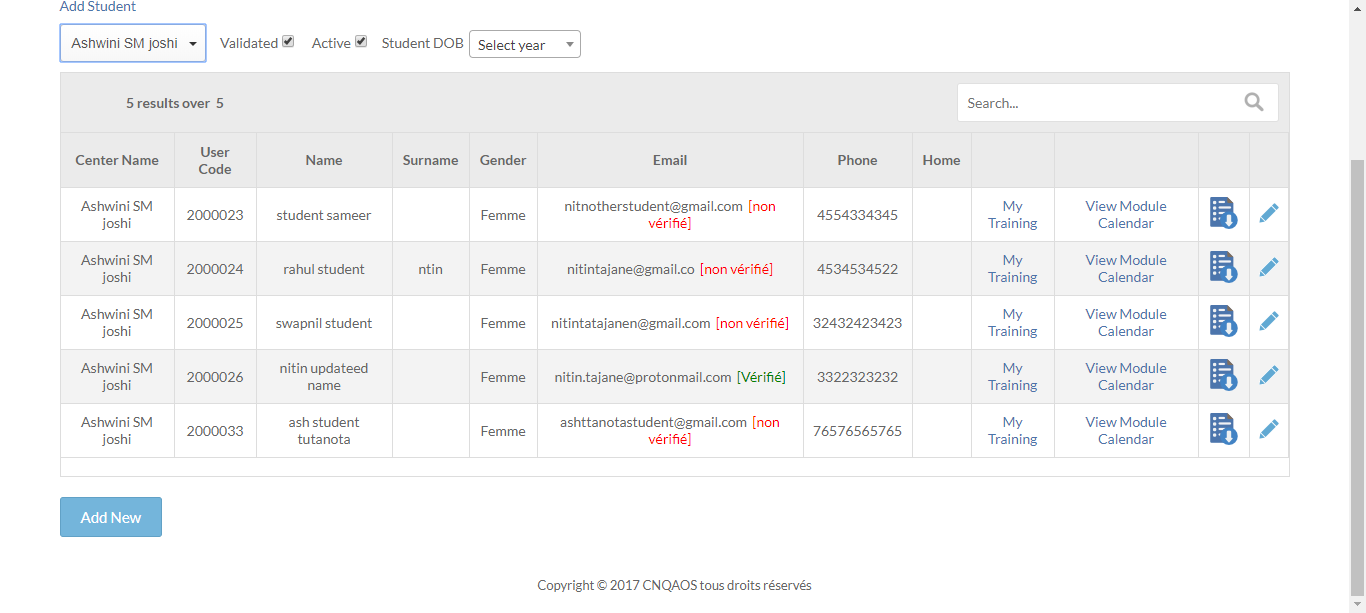 Add Student
Ashwini SM joshi Validated Active Student DOB Select year
5 results over 5 Search...
Center Name User Code Name Surname Gender Email Phone Home
Ashwini SM joshi 2000023 student sameer Femme nitnotherstudent@gmail.com [non vérifié] 4554334345 My Training View Module Calendar
Ashwini SM joshi 2000024 rahul student ntin Femme nitintajane@gmail.co [non vérifié] 4534534522 My Training View Module Calendar
Ashwini SM joshi 2000025 swapnil student Femme nitintatajanen@gmail.com [non vérifié] 32432423423 My Training View Module Calendar
Ashwini SM joshi 2000026 nitin updateed name Femme nitin.tajane@protonmail.com [Vérifié] 3322323232 My Training View Module Calendar
Ashwini SM joshi 2000033 ash student tutanota Femme ashttanotastudent@gmail.com [non vérifié] 76576565765 My Training View Module Calendar
Add New
Copyright © 2017 CNQAOS tous droits réservés